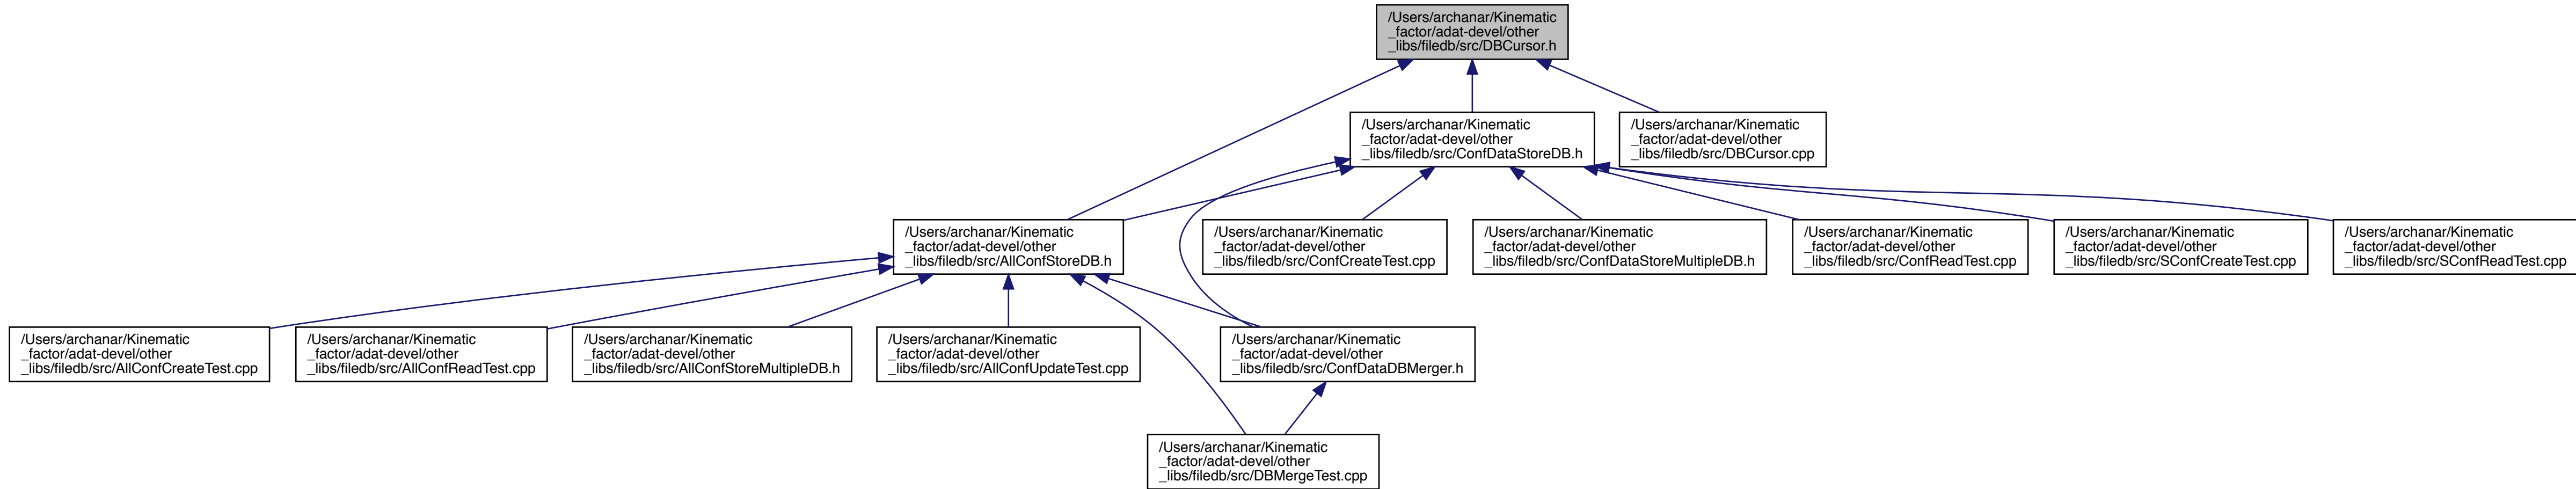 /Users/archanar/Kinematic
_factor/adat-devel/other
_libs/filedb/src/DBCursor.h
/Users/archanar/Kinematic
_factor/adat-devel/other
_libs/filedb/src/ConfDataStoreDB.h
/Users/archanar/Kinematic
_factor/adat-devel/other
_libs/filedb/src/DBCursor.cpp
/Users/archanar/Kinematic
_factor/adat-devel/other
_libs/filedb/src/AllConfStoreDB.h
/Users/archanar/Kinematic
_factor/adat-devel/other
_libs/filedb/src/ConfCreateTest.cpp
/Users/archanar/Kinematic
_factor/adat-devel/other
_libs/filedb/src/ConfDataStoreMultipleDB.h
/Users/archanar/Kinematic
_factor/adat-devel/other
_libs/filedb/src/ConfReadTest.cpp
/Users/archanar/Kinematic
_factor/adat-devel/other
_libs/filedb/src/SConfCreateTest.cpp
/Users/archanar/Kinematic
_factor/adat-devel/other
_libs/filedb/src/SConfReadTest.cpp
/Users/archanar/Kinematic
_factor/adat-devel/other
_libs/filedb/src/AllConfCreateTest.cpp
/Users/archanar/Kinematic
_factor/adat-devel/other
_libs/filedb/src/AllConfReadTest.cpp
/Users/archanar/Kinematic
_factor/adat-devel/other
_libs/filedb/src/AllConfStoreMultipleDB.h
/Users/archanar/Kinematic
_factor/adat-devel/other
_libs/filedb/src/AllConfUpdateTest.cpp
/Users/archanar/Kinematic
_factor/adat-devel/other
_libs/filedb/src/ConfDataDBMerger.h
/Users/archanar/Kinematic
_factor/adat-devel/other
_libs/filedb/src/DBMergeTest.cpp